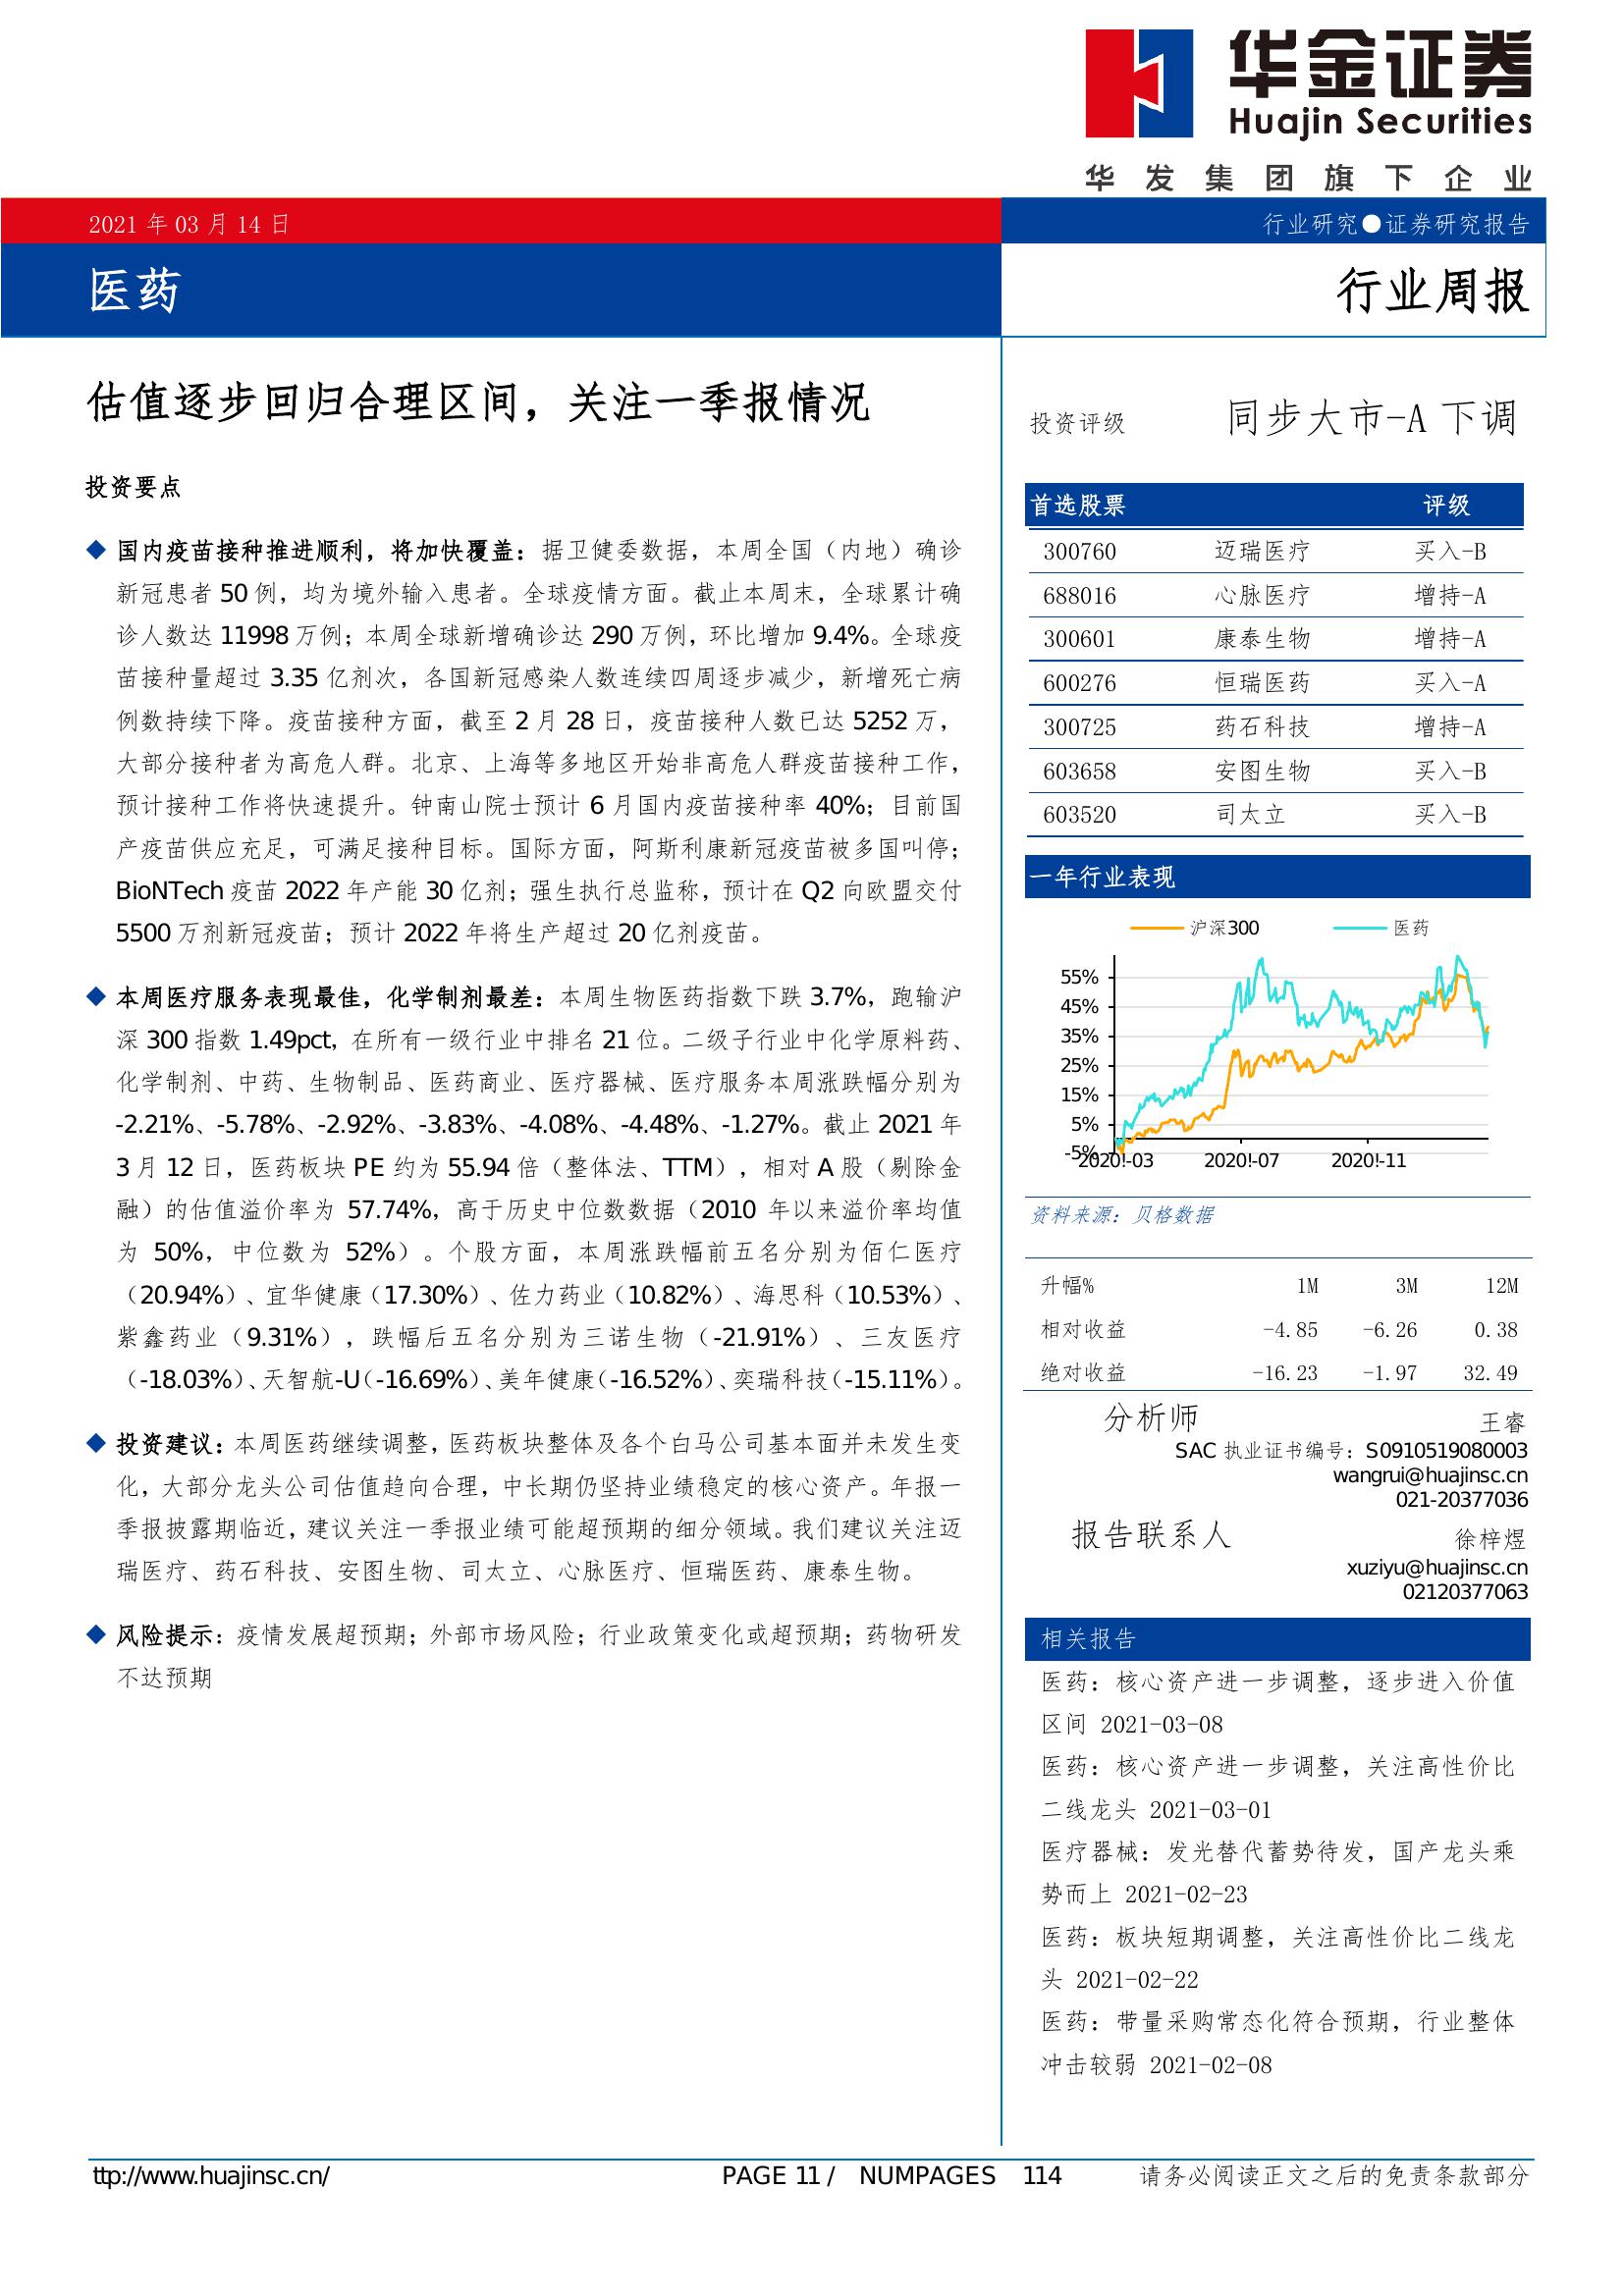 华金证券
Huajin Securities
华发集团旗下企业
2021 年 03 月 14 日
行业研究●证券研究报告
医药
行业周报
估值逐步回归合理区间，关注一季报情况
投资要点
◆ 国内疫苗接种推进顺利，将加快覆盖：据卫健委数据，本周全国（内地）确诊
新冠患者 50 例，均为境外输入患者。全球疫情方面。截止本周末，全球累计确
诊人数达 11998 万例；本周全球新增确诊达 290 万例，环比增加 9.4%。全球疫
苗接种量超过 3.35 亿剂次，各国新冠感染人数连续四周逐步减少，新增死亡病
例数持续下降。疫苗接种方面，截至 2 月 28 日，疫苗接种人数已达 5252 万，
大部分接种者为高危人群。北京、上海等多地区开始非高危人群疫苗接种工作，
预计接种工作将快速提升。钟南山院士预计 6 月国内疫苗接种率 40%；目前国
产疫苗供应充足，可满足接种目标。国际方面，阿斯利康新冠疫苗被多国叫停；
BioNTech 疫苗 2022 年产能 30 亿剂；强生执行总监称，预计在 Q2 向欧盟交付
5500 万剂新冠疫苗；预计 2022 年将生产超过 20 亿剂疫苗。
◆ 本周医疗服务表现最佳，化学制剂最差：本周生物医药指数下跌 3.7%，跑输沪
深 300 指数 1.49pct，在所有一级行业中排名 21 位。二级子行业中化学原料药、
化学制剂、中药、生物制品、医药商业、医疗器械、医疗服务本周涨跌幅分别为
-2.21%、-5.78%、-2.92%、-3.83%、-4.08%、-4.48%、-1.27%。截止 2021 年
3 月 12 日，医药板块 PE 约为 55.94 倍（整体法、TTM），相对 A 股（剔除金
融）的估值溢价率为 57.74%，高于历史中位数数据（2010 年以来溢价率均值
为 50%，中位数为 52%）。个股方面，本周涨跌幅前五名分别为佰仁医疗
（20.94%）、宜华健康（17.30%）、佐力药业（10.82%）、海思科（10.53%）、
紫鑫药业（9.31%），跌幅后五名分别为三诺生物（-21.91%）、三友医疗
（-18.03%）、天智航-U（-16.69%）、美年健康（-16.52%）、奕瑞科技（-15.11%）。
◆ 投资建议：本周医药继续调整，医药板块整体及各个白马公司基本面并未发生变
化，大部分龙头公司估值趋向合理，中长期仍坚持业绩稳定的核心资产。年报一
季报披露期临近，建议关注一季报业绩可能超预期的细分领域。我们建议关注迈
瑞医疗、药石科技、安图生物、司太立、心脉医疗、恒瑞医药、康泰生物。
◆ 风险提示：疫情发展超预期；外部市场风险；行业政策变化或超预期；药物研发
不达预期
投资评级 同步大市-A 下调
首选股票 评级
300760 迈瑞医疗 买入-B
688016 心脉医疗 增持-A
300601 康泰生物 增持-A
600276 恒瑞医药 买入-A
300725 药石科技 增持-A
603658 安图生物 买入-B
603520 司太立 买入-B
一年行业表现
沪深300 医药
55%
45%
35%
25%
15%
5%
-5%
2020!-03 2020!-07 2020!-11
资料来源：贝格数据
升幅% 1M 3M 12M
相对收益 -4.85 -6.26 0.38
绝对收益 -16.23 -1.97 32.49
分析师 王睿
SAC 执业证书编号：S0910519080003
wangrui@huajinsc.cn
021-20377036
报告联系人 徐梓煜
xuziyu@huajinsc.cn
02120377063
相关报告
医药：核心资产进一步调整，逐步进入价值
区间 2021-03-08
医药：核心资产进一步调整，关注高性价比
二线龙头 2021-03-01
医疗器械：发光替代蓄势待发，国产龙头乘
势而上 2021-02-23
医药：板块短期调整，关注高性价比二线龙
头 2021-02-22
医药：带量采购常态化符合预期，行业整体
冲击较弱 2021-02-08
ttp://www.huajinsc.cn/ PAGE 11 / NUMPAGES 114 请务必阅读正文之后的免责条款部分